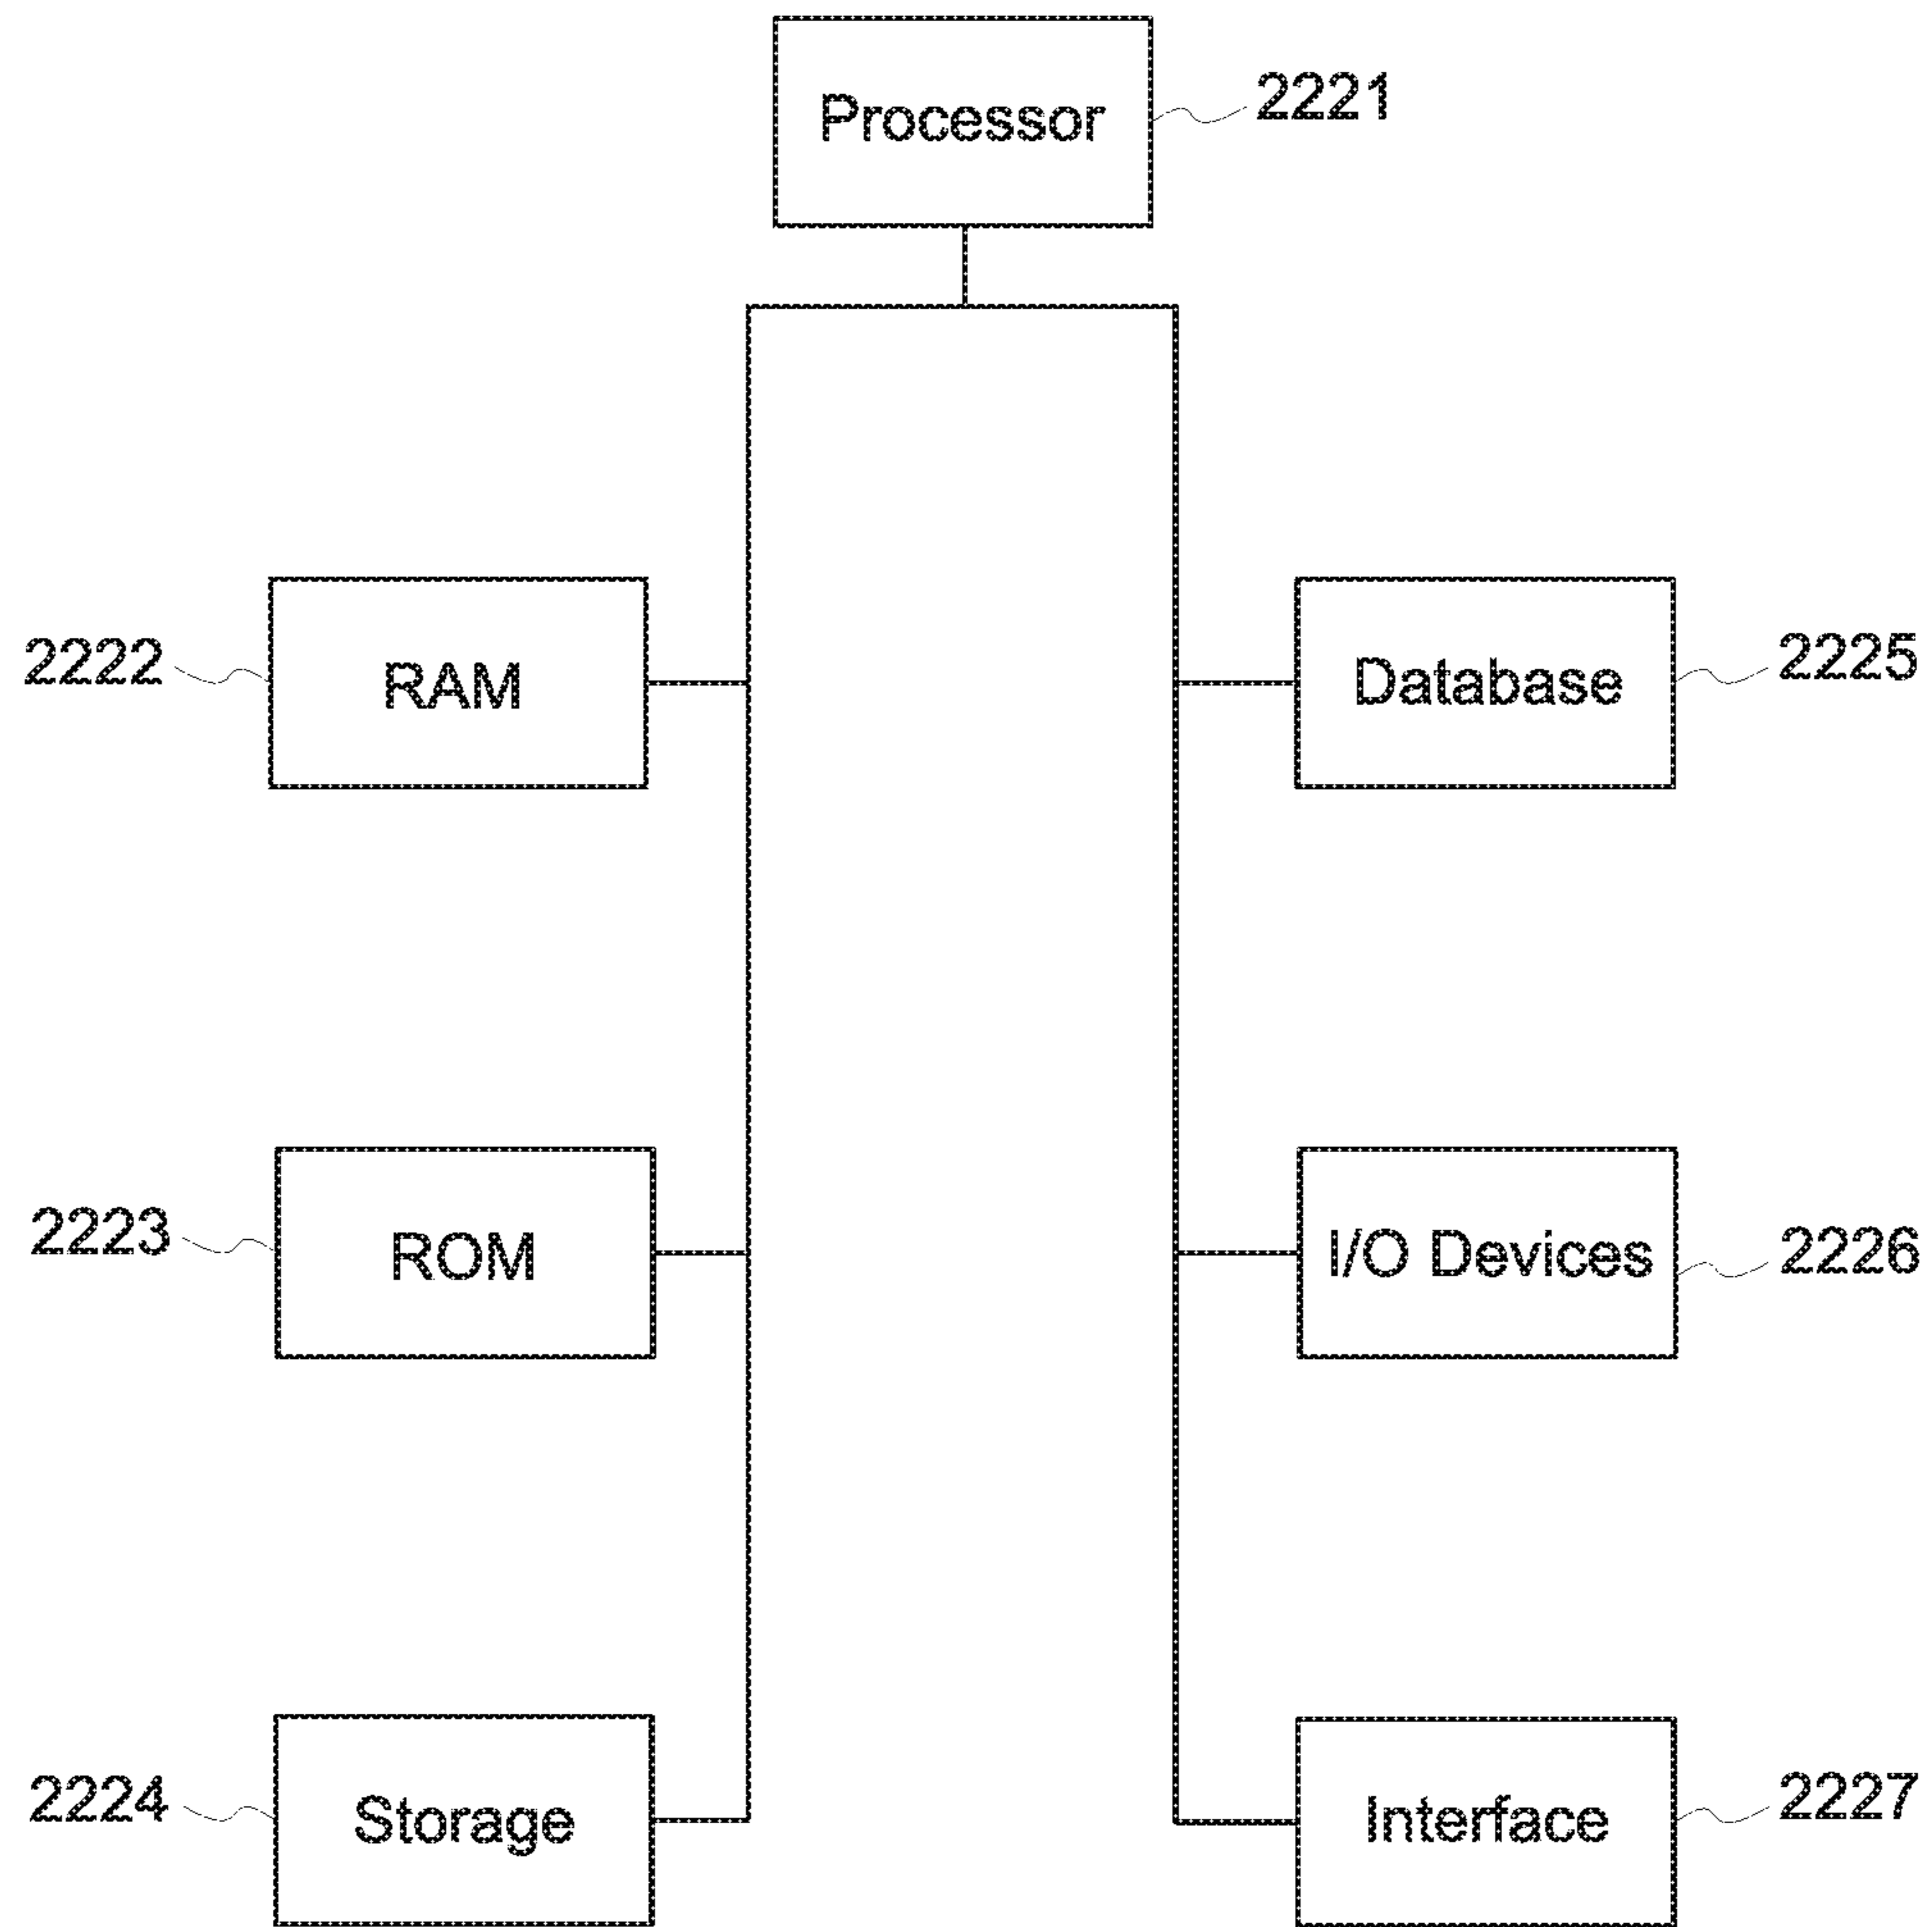 Processor
2221
2222
RAM
Database
2225
2223
ROM
I/O Devices
2226
2224
Storage
Interface
2227